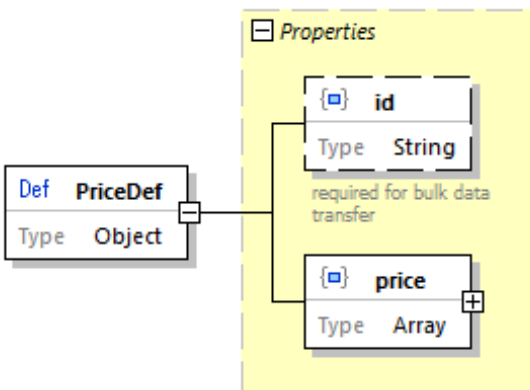 Properties
id
Type String
required for bulk data
transfer
Def PriceDef
Type Object
price
Type Array